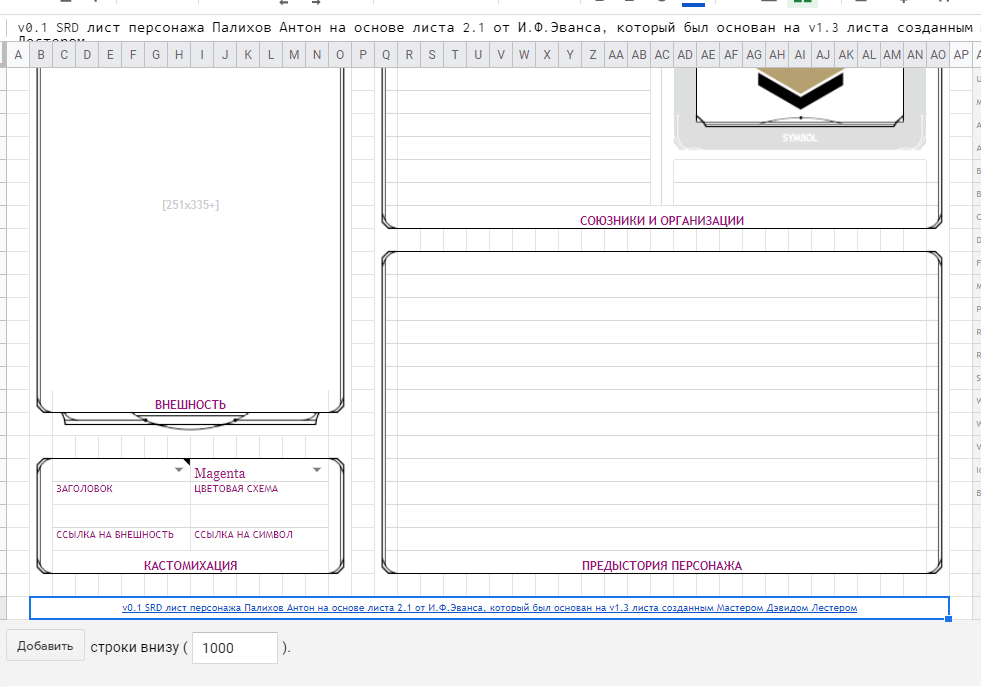 v0.1 SRD лист персонажа Палихов Антон на основе листа 2.1 от И.Ф.Эванса, который был основан на v1.3 листа созданным
A B C D E F G H I J K L M N O P Q R S T U V W X Y Z AA AB AC AD AE AF AG AH AI AJ AK AL AM AN AO AP
SYMBOL
[251x335+]
СОЮЗНИКИ И ОРГАНИЗАЦИИ
ВНЕШНОСТЬ
Magenta
ЗАГОЛОВОК ЦВЕТОВАЯ СХЕМА
ССЫЛКА НА ВНЕШНОСТЬ ССЫЛКА НА СИМВОЛ
КАСТОМИХАЦИЯ
ПРЕДЫСТОРИЯ ПЕРСОНАЖА
v0.1 SRD лист персонажа Палихов Антон на основе листа 2.1 от И.Ф.Эванса, который был основан на v1.3 листа созданным Мастером Дэвидом Лестером
Добавить строки внизу ( 1000 ).